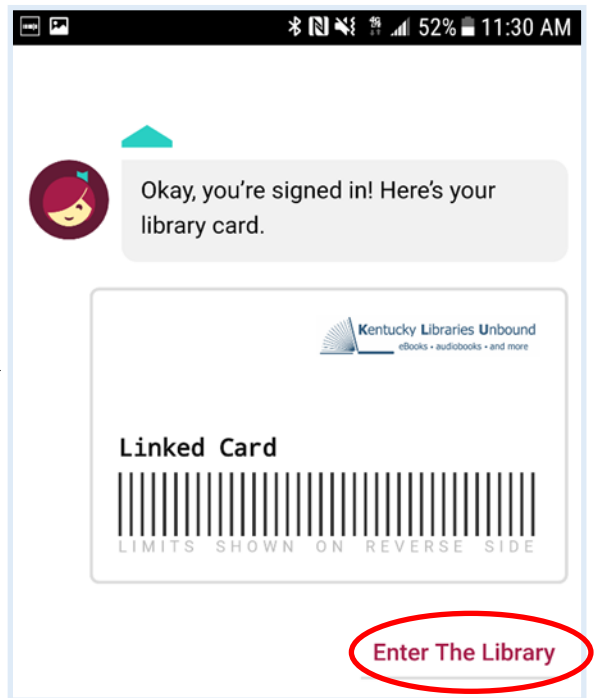 52% 11:30 AM
Okay, you’re signed in! Here’s your
library card.
Kentucky Libraries Unbound
eBooks • audiobooks • and more
Linked Card
LIMITS SHOWN ON REVERSE SIDE
Enter The Library